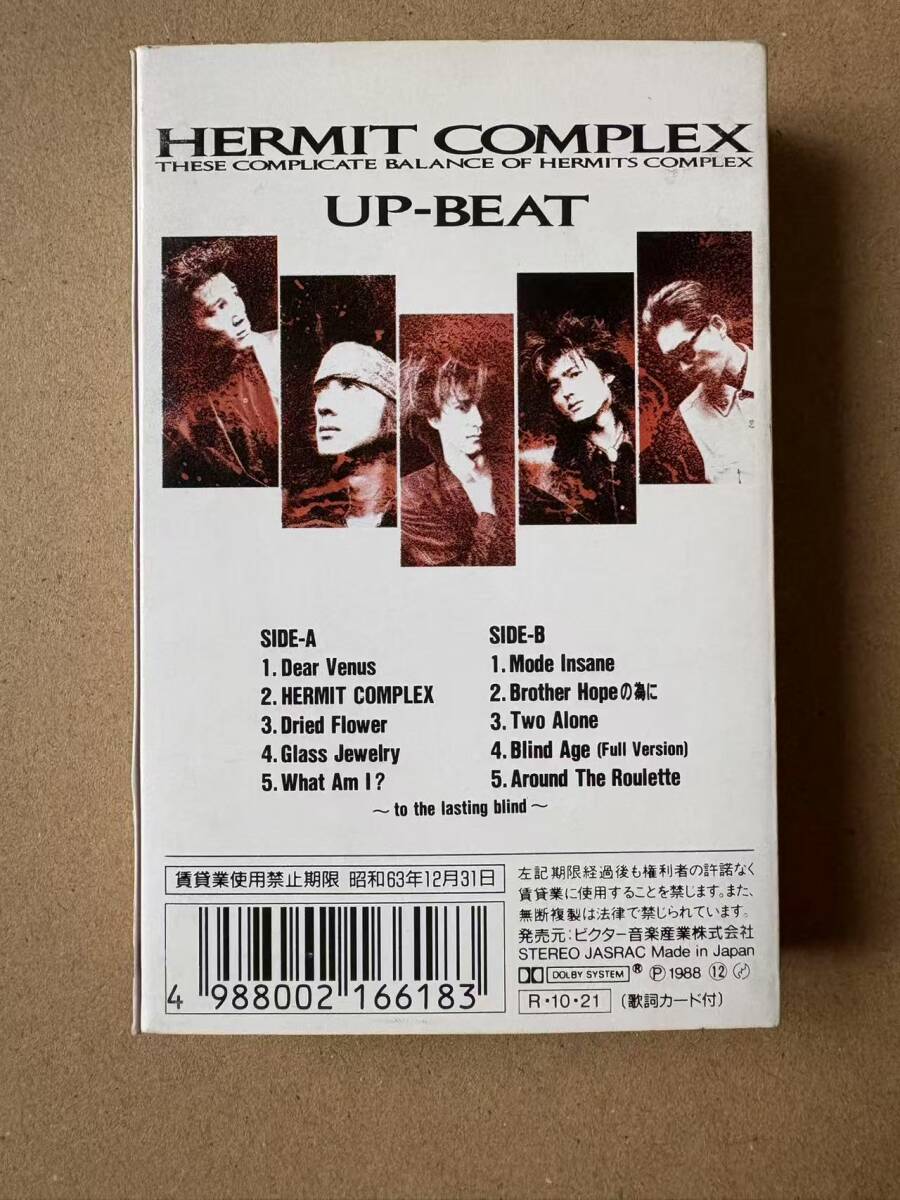 HERMIT COMPLEX
THESE COMPLICATE BALANCE OF HERMITS COMPLEX
UP-BEAT
SIDE-A
1. Dear Venus
2. HERMIT COMPLEX
3. Dried Flower
4. Glass Jewelry
5. What Am I?
SIDE-B
1. Mode Insane
2. Brother Hopeの為に
3. Two Alone
4. Blind Age (Full Version)
5. Around The Roulette
～to the lasting blind～
賃貸業使用禁止期限 昭和63年12月31日
左記期限経過後も権利者の許諾なく
賃貸業に使用することを禁じます。また、
無断複製は法律で禁じられています。
発売元:ビクター音楽産業株式会社
STEREO JASRAC Made in Japan
DOLBY SYSTEM ® Ⓟ 1988 ⑫
R・10・21 (歌詞カード付)
4 988002 166183